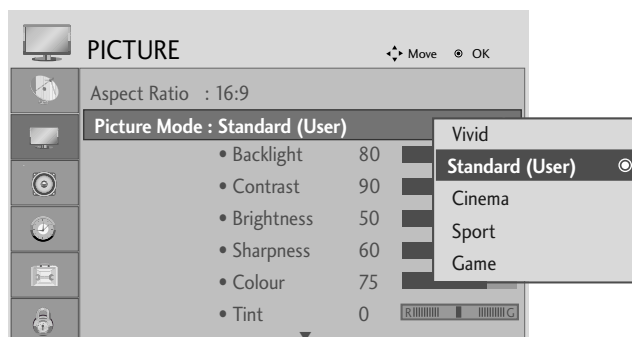 PICTURE
Move OK
Aspect Ratio : 16:9
Picture Mode : Standard (User)
• Backlight 80
• Contrast 90
• Brightness 50
• Sharpness 60
• Colour 75
• Tint 0 R G
Vivid
Standard (User)
Cinema
Sport
Game